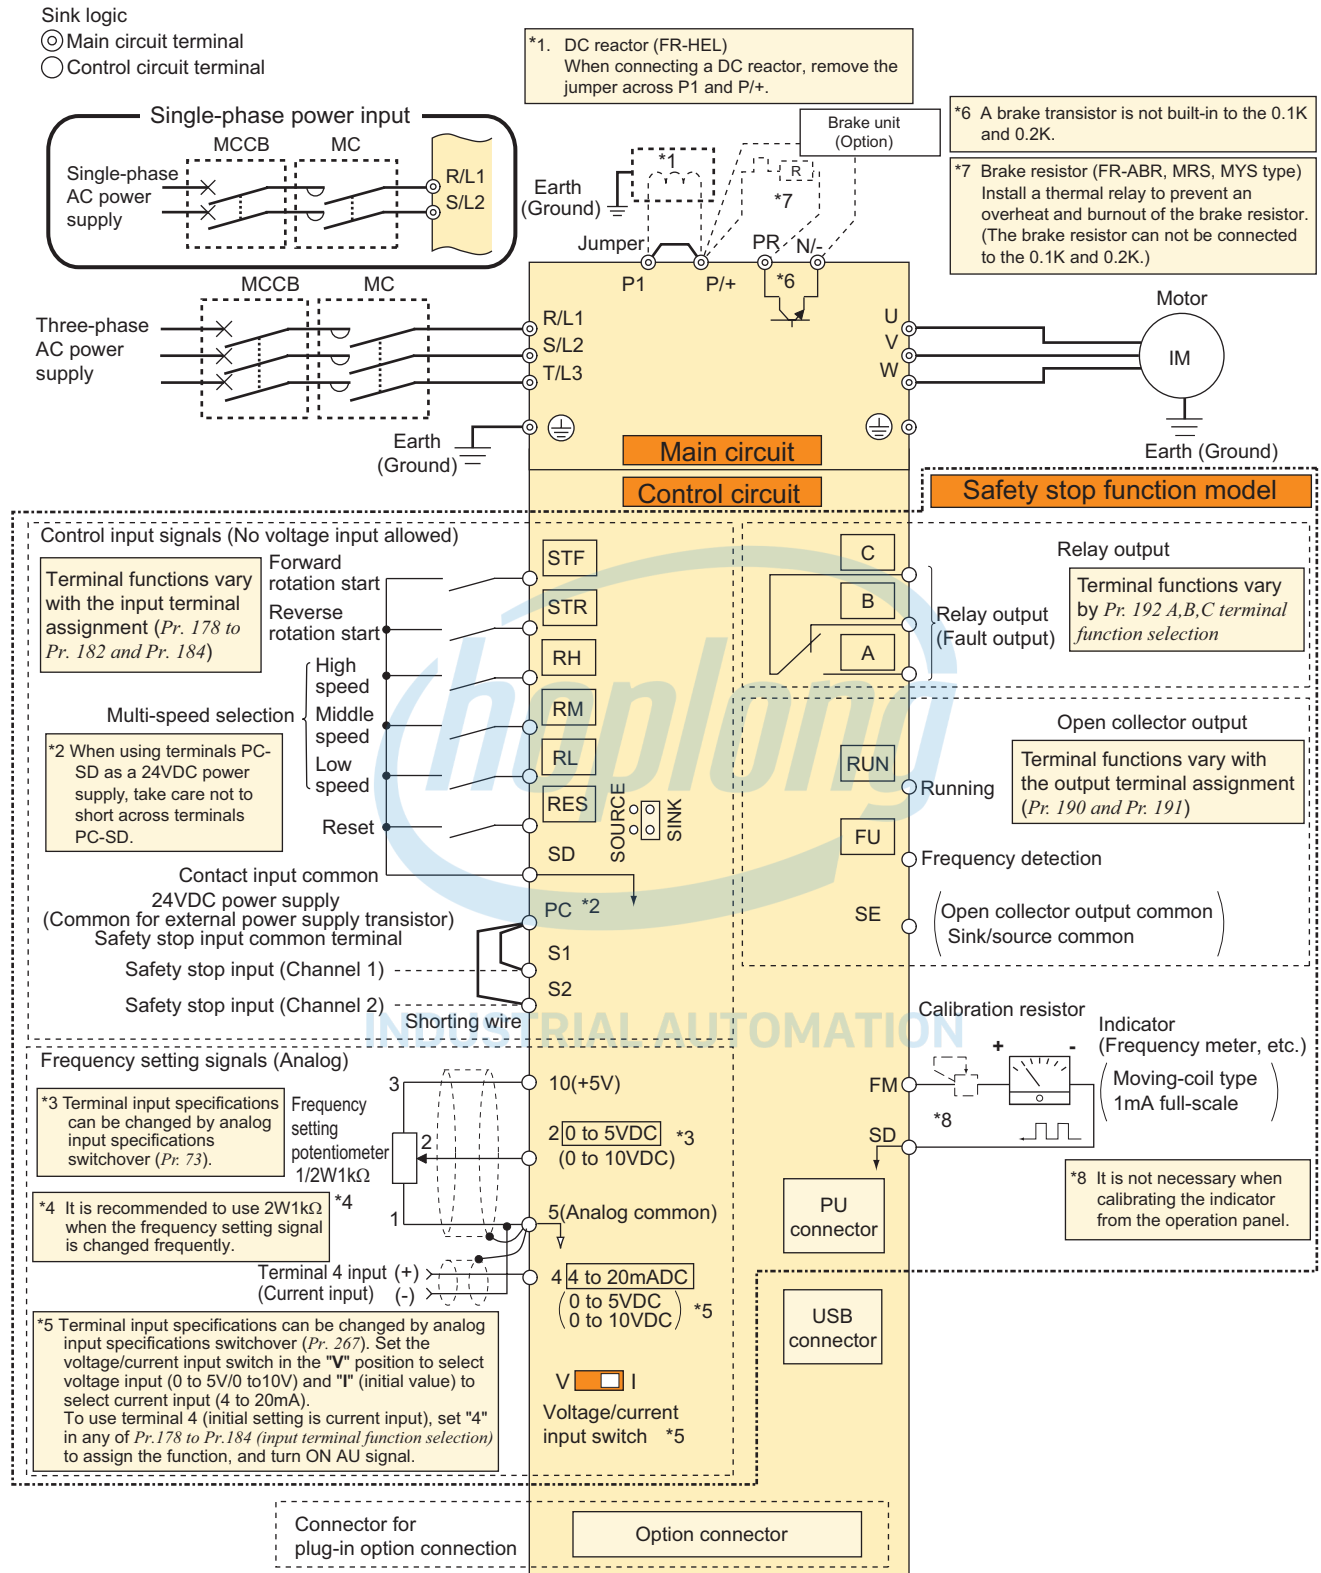 Sink logic
Main circuit terminal
Control circuit terminal
*1. DC reactor (FR-HEL)
When connecting a DC reactor, remove the
jumper across P1 and P/+.
Single-phase power input
MCCB MC
Single-phase
AC power
supply
R/L1
S/L2
Earth
(Ground)
*1
Brake unit
(Option)
R
*7
*6 A brake transistor is not built-in to the 0.1K
and 0.2K.
*7 Brake resistor (FR-ABR, MRS, MYS type)
Install a thermal relay to prevent an
overheat and burnout of the brake resistor.
(The brake resistor can not be connected
to the 0.1K and 0.2K.)
Jumper
PR N/-
P1 P/+ *6
MCCB MC
Three-phase
AC power
supply
R/L1
S/L2
T/L3
U
V
W
Motor
IM
Earth
(Ground)
Earth (Ground)
Main circuit
Control circuit
Safety stop function model
Control input signals (No voltage input allowed)
Terminal functions vary
with the input terminal
assignment (Pr. 178 to
Pr. 182 and Pr. 184)
Forward
rotation start
Reverse
rotation start
High
speed
Multi-speed selection
Middle
speed
Low
speed
Reset
*2 When using terminals PC-
SD as a 24VDC power
supply, take care not to
short across terminals
PC-SD.
STF
STR
RH
RM
RL
RES
SD
SOURCE
SINK
Contact input common
24VDC power supply
(Common for external power supply transistor)
PC *2
Safety stop input common terminal
S1
Safety stop input (Channel 1)
S2
Safety stop input (Channel 2)
Shorting wire
C
B
A
Relay output
Relay output
(Fault output)
Terminal functions vary
by Pr. 192 A,B,C terminal
function selection
Open collector output
Terminal functions vary with
the output terminal assignment
(Pr. 190 and Pr. 191)
RUN
Running
FU
Frequency detection
SE
Open collector output common
Sink/source common
hoplong
INDUSTRIAL AUTOMATION
Frequency setting signals (Analog)
*3 Terminal input specifications
can be changed by analog
input specifications
switchover (Pr. 73).
Frequency
setting
potentiometer
1/2W1kΩ
*4
3
2
1
10(+5V)
2 0 to 5VDC *3
(0 to 10VDC)
5(Analog common)
*4 It is recommended to use 2W1kΩ
when the frequency setting signal
is changed frequently.
Terminal 4 input (+)
(Current input) (-)
4 4 to 20mADC
0 to 5VDC
0 to 10VDC
*5
*5 Terminal input specifications can be changed by analog
input specifications switchover (Pr. 267). Set the
voltage/current input switch in the "V" position to select
voltage input (0 to 5V/0 to10V) and "I" (initial value) to
select current input (4 to 20mA).
To use terminal 4 (initial setting is current input), set "4"
in any of Pr.178 to Pr.184 (input terminal function selection)
to assign the function, and turn ON AU signal.
V I
Voltage/current
input switch *5
Calibration resistor
Indicator
(Frequency meter, etc.)
+ -
FM
Moving-coil type
1mA full-scale
*8
SD
*8 It is not necessary when
calibrating the indicator
from the operation panel.
PU
connector
USB
connector
Connector for
plug-in option connection
Option connector